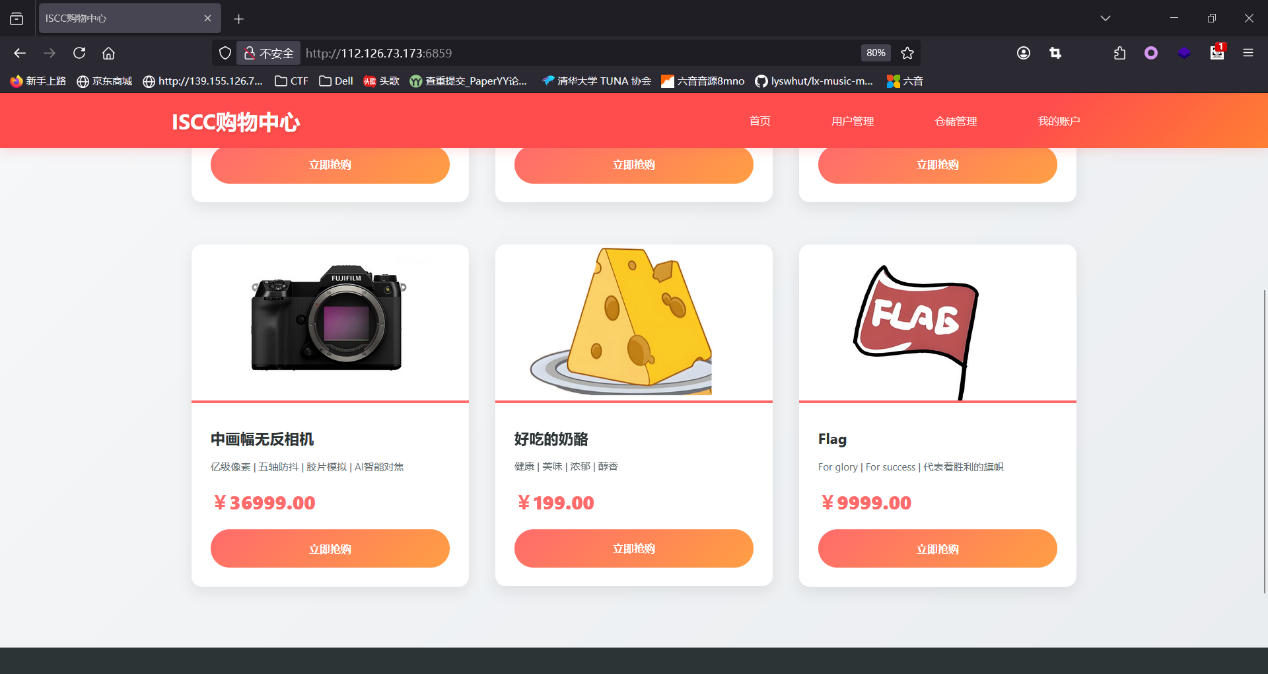 ISCC购物中心
不安全
http://112.126.73.173:6859
80%
1
新手上路
京东商城
http://139.155.126.7...
CTF
Dell
头歌
头歌
查重提交_PaperYY论...
清华大学 TUNA 协会
六音音源8mno
lyswhut/lx-music-m...
六音
ISCC购物中心
首页
用户管理
仓储管理
我的账户
立即抢购
立即抢购
立即抢购
FUJIFILM
FLAG
中画幅无反相机
亿级像素 | 五轴防抖 | 胶片模拟 | AI智能对焦
￥36999.00
立即抢购
好吃的奶酪
健康 | 美味 | 浓郁 | 醇香
￥199.00
立即抢购
Flag
For glory | For success | 代表着胜利的旗帜
￥9999.00
立即抢购